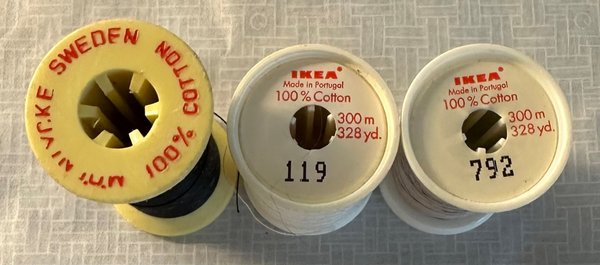 SWEDEN
100% COTTON
IKEA
Made in Portugal
100% Cotton
300 m
328 yd.
119
IKEA
Made in Portugal
100% Cotton
300 m
328 yd.
792